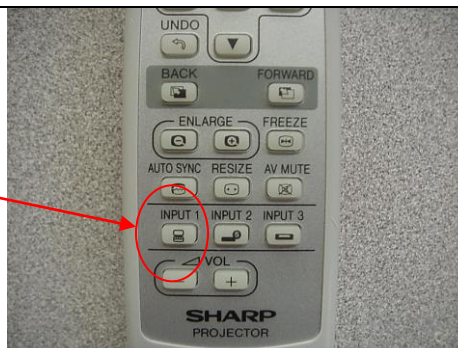 UNDO
BACK FORWARD
ENLARGE FREEZE
AUTO SYNC RESIZE AV MUTE
INPUT 1 INPUT 2 INPUT 3
VOL
SHARP
PROJECTOR